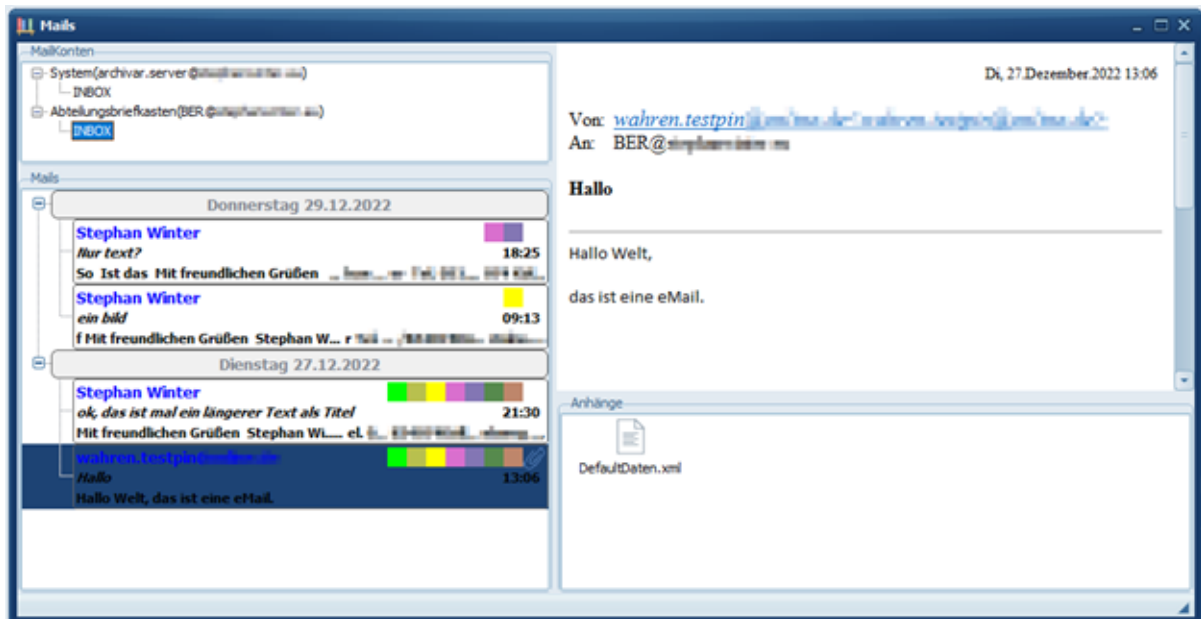 Mails
MailKonten
System(archivar.server@
INBOX
Abteilungsbriefkasten(BER@
INBOX
Mails
Donnerstag 29.12.2022
Stephan Winter
Nur text?
18:25
So Ist das Mit freundlichen Grüßen
Stephan Winter
ein bild
09:13
f Mit freundlichen Grüßen Stephan W... r
Dienstag 27.12.2022
Stephan Winter
ok, das ist mal ein längerer Text als Titel
21:30
Mit freundlichen Grüßen Stephan Wi..... el.
wahren.testpin
Hallo
13:06
Hallo Welt, das ist eine eMail.
Di, 27.Dezember.2022 13:06
Von: wahren.testpin
An: BER@
Hallo
Hallo Welt,
das ist eine eMail.
Anhänge
DefaultDaten.xml